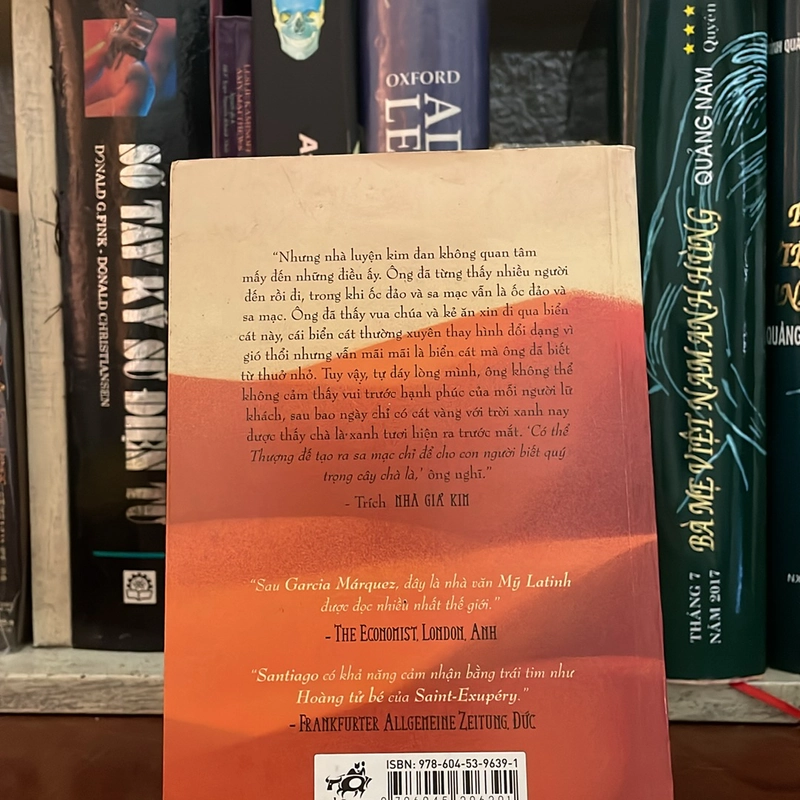 SỔ TAY KỸ SƯ ĐIỆN TỬ
DONALD G.FINK - DONALD CHRISTIANSEN
LESLIE KAMINOFF
AMY MATTHEWS
OXFORD
QUẢNG NAM
Quyển
BÀ MẸ VIỆT NAM ANH HÙNG
THÁNG 7
NĂM 2017
"Nhưng nhà luyện kim đan không quan tâm
mấy đến những điều ấy. Ông đã từng thấy nhiều người
đến rồi đi, trong khi ốc đảo và sa mạc vẫn là ốc đảo và
sa mạc. Ông đã thấy vua chúa và kẻ ăn xin đi qua biển
cát này, cái biển cát thường xuyên thay hình đổi dạng vì
gió thổi nhưng vẫn mãi mãi là biển cát mà ông đã biết
từ thuở nhỏ. Tuy vậy, tự đáy lòng mình, ông không thể
không cảm thấy vui trước hạnh phúc của mỗi người lữ
khách, sau bao ngày chỉ có cát vàng với trời xanh nay
được thấy chà là xanh tươi hiện ra trước mắt. 'Có thể
Thượng đế tạo ra sa mạc chỉ để cho con người biết quý
trọng cây chà là,' ông nghĩ."
- Trích NHÀ GIẢ KIM
"Sau Garcia Márquez, đây là nhà văn Mỹ Latinh
được đọc nhiều nhất thế giới."
- THE ECONOMIST, LONDON, ANH
"Santiago có khả năng cảm nhận bằng trái tim như
Hoàng tử bé của Saint-Exupéry."
- FRANKFURTER ALLGEMEINE ZEITUNG, ĐỨC
ISBN: 978-604-53-9639-1